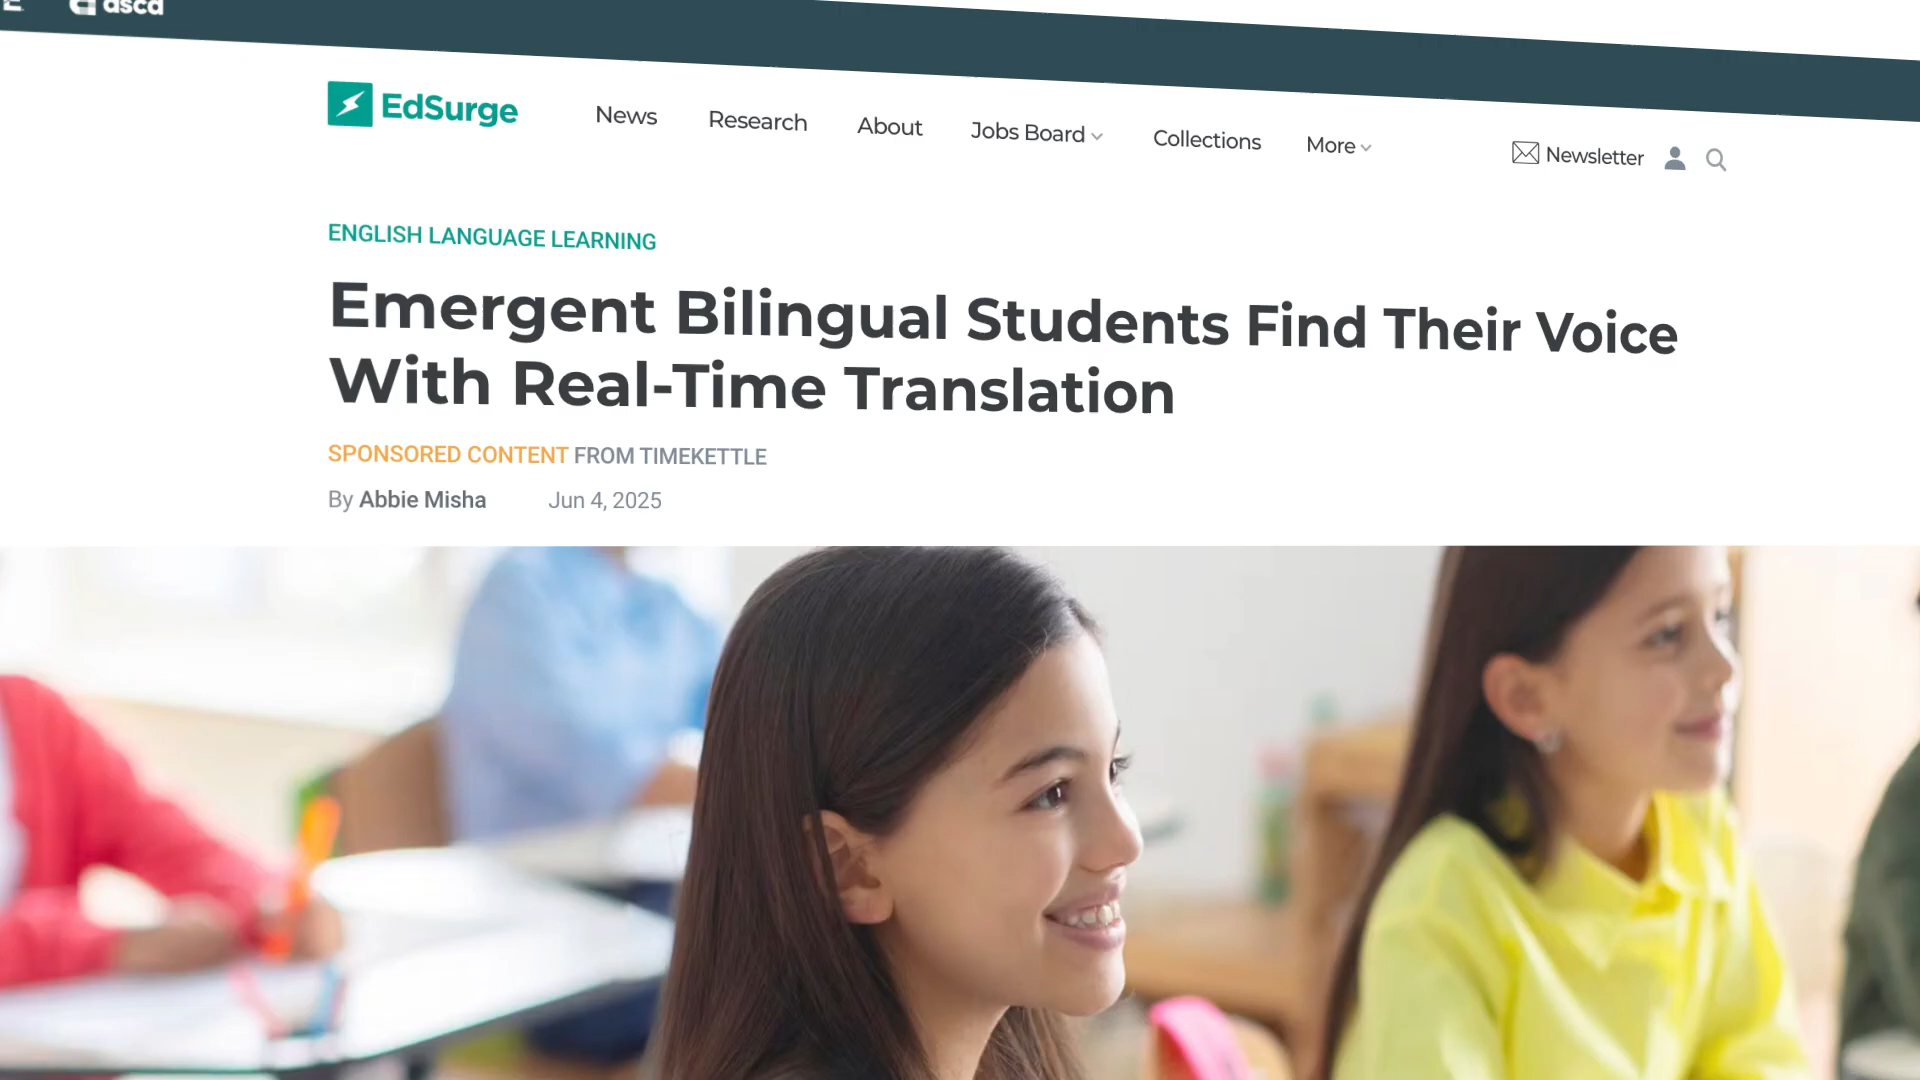 ascd
EdSurge
News
Research
About
Jobs Board
Collections
More
Newsletter
ENGLISH LANGUAGE LEARNING
Emergent Bilingual Students Find Their Voice
With Real-Time Translation
SPONSORED CONTENT FROM TIMEKETTLE
By Abbie Misha
Jun 4, 2025